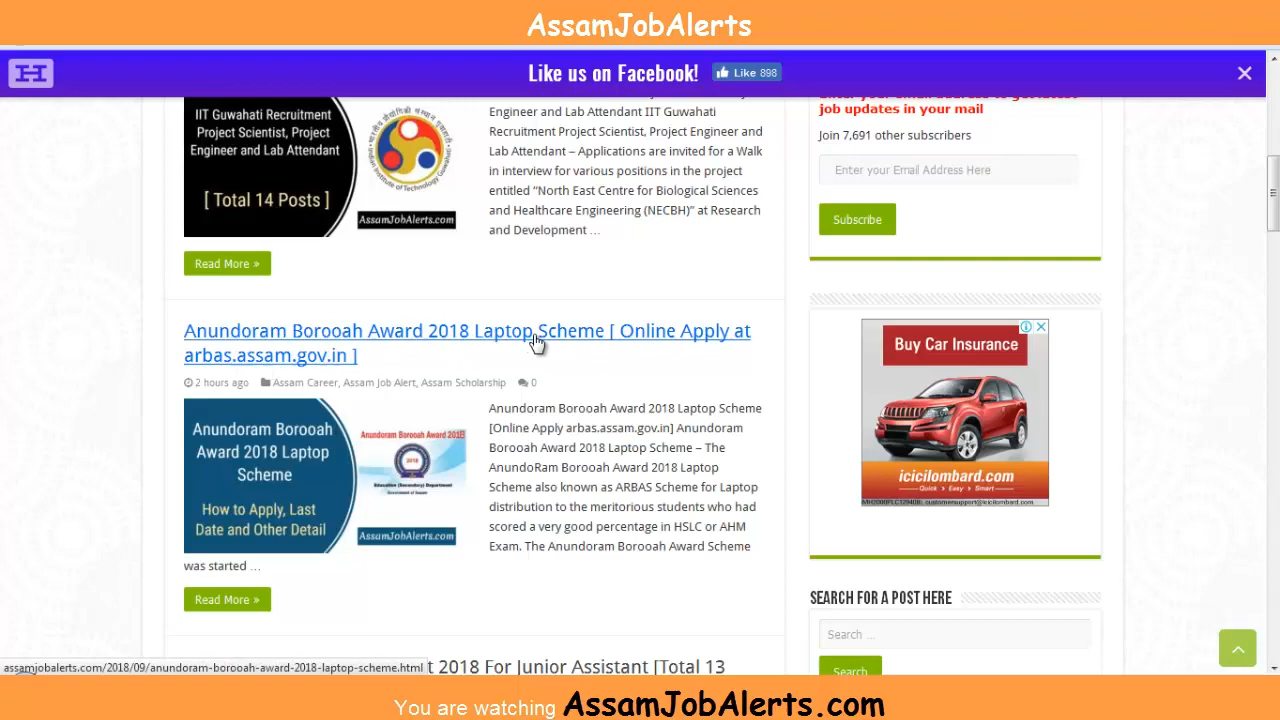 AssamJobAlerts
Like us on Facebook!
Like 898
IIT Guwahati
Recruitment
Project Scientist, Project
Engineer and Lab Attendant
[ Total 14 Posts ]
AssamJobAlerts.com
Engineer and Lab Attendant IIT Guwahati
Recruitment Project Scientist, Project Engineer and
Lab Attendant – Applications are invited for a Walk
in interview for various positions in the project
entitled “North East Centre for Biological Sciences
and Healthcare Engineering (NECBH)” at Research
and Development …
Read More »
Anundoram Borooah Award 2018 Laptop Scheme [ Online Apply at
arbas.assam.gov.in ]
2 hours ago Assam Career, Assam Job Alert, Assam Scholarship 0
Anundoram Borooah
Award 2018 Laptop
Scheme
How to Apply, Last
Date and Other Detail
Anundoram Borooah Award 2018
2018
Education (Secondary) Department
Government of Assam
AssamJobAlerts.com
Anundoram Borooah Award 2018 Laptop Scheme
[Online Apply arbas.assam.gov.in] Anundoram
Borooah Award 2018 Laptop Scheme – The
AnundoRam Borooah Award 2018 Laptop
Scheme also known as ARBAS Scheme for Laptop
distribution to the meritorious students who had
scored a very good percentage in HSLC or AHM
Exam. The Anundoram Borooah Award Scheme
was started …
Read More »
t 2018 For Junior Assistant [Total 13
job updates in your mail
Join 7,691 other subscribers
Enter your Email Address Here
Subscribe
Buy Car Insurance
icicilombard.com
Quick Easy Smart
SEARCH FOR A POST HERE
Search …
Search
assamjobalerts.com/2018/09/anundoram-borooah-award-2018-laptop-scheme.html
You are watching AssamJobAlerts.com